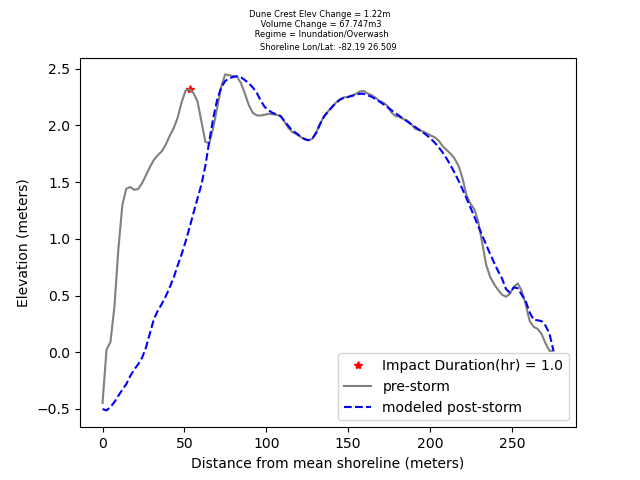 Dune Crest Elev Change = 1.22m
Volume Change = 67.747m3
Regime = Inundation/Overwash
Shoreline Lon/Lat: -82.19 26.509
2.5
2.0
1.5
1.0
0.5
0.0
−0.5
Elevation (meters)
Impact Duration(hr) = 1.0
pre-storm
modeled post-storm
0 50 100 150 200 250
Distance from mean shoreline (meters)